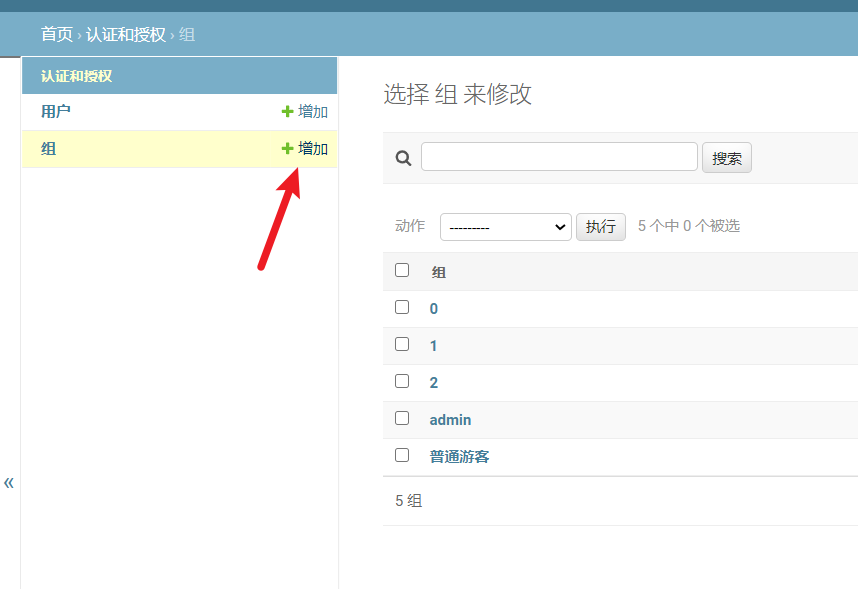 首页 › 认证和授权 › 组
认证和授权
用户 增加
组 增加
«
选择 组 来修改
搜索
动作 --------- 执行 5 个中 0 个被选
组
0
1
2
admin
普通游客
5 组